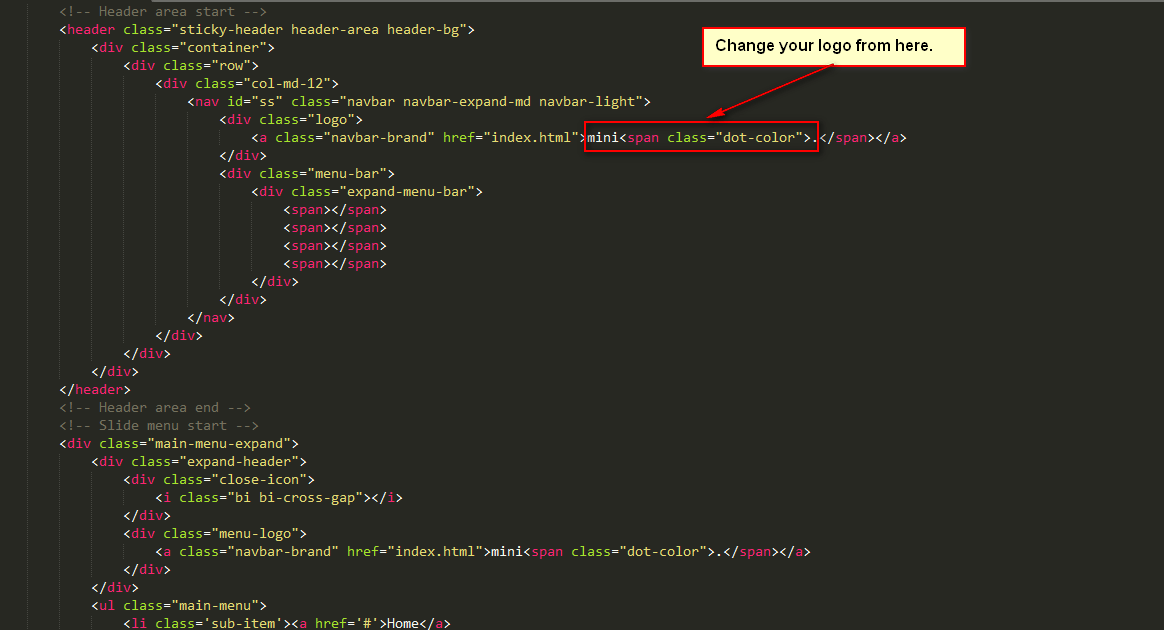 <!-- Header area start -->
<header class="sticky-header header-area header-bg">
<div class="container">
Change your logo from here.
<div class="row">
<div class="col-md-12">
<nav id="ss" class="navbar navbar-expand-md navbar-light">
<div class="logo">
<a class="navbar-brand" href="index.html">mini<span class="dot-color">.</span></a>
</div>
<div class="menu-bar">
<div class="expand-menu-bar">
<span></span>
<span></span>
<span></span>
<span></span>
</div>
</div>
</nav>
</div>
</div>
</div>
</header>
<!-- Header area end -->
<!-- Slide menu start -->
<div class="main-menu-expand">
<div class="expand-header">
<div class="close-icon">
<i class="bi bi-cross-gap"></i>
</div>
<div class="menu-logo">
<a class="navbar-brand" href="index.html">mini<span class="dot-color">.</span></a>
</div>
</div>
<ul class="main-menu">
<li class='sub-item'><a href='#'>Home</a>